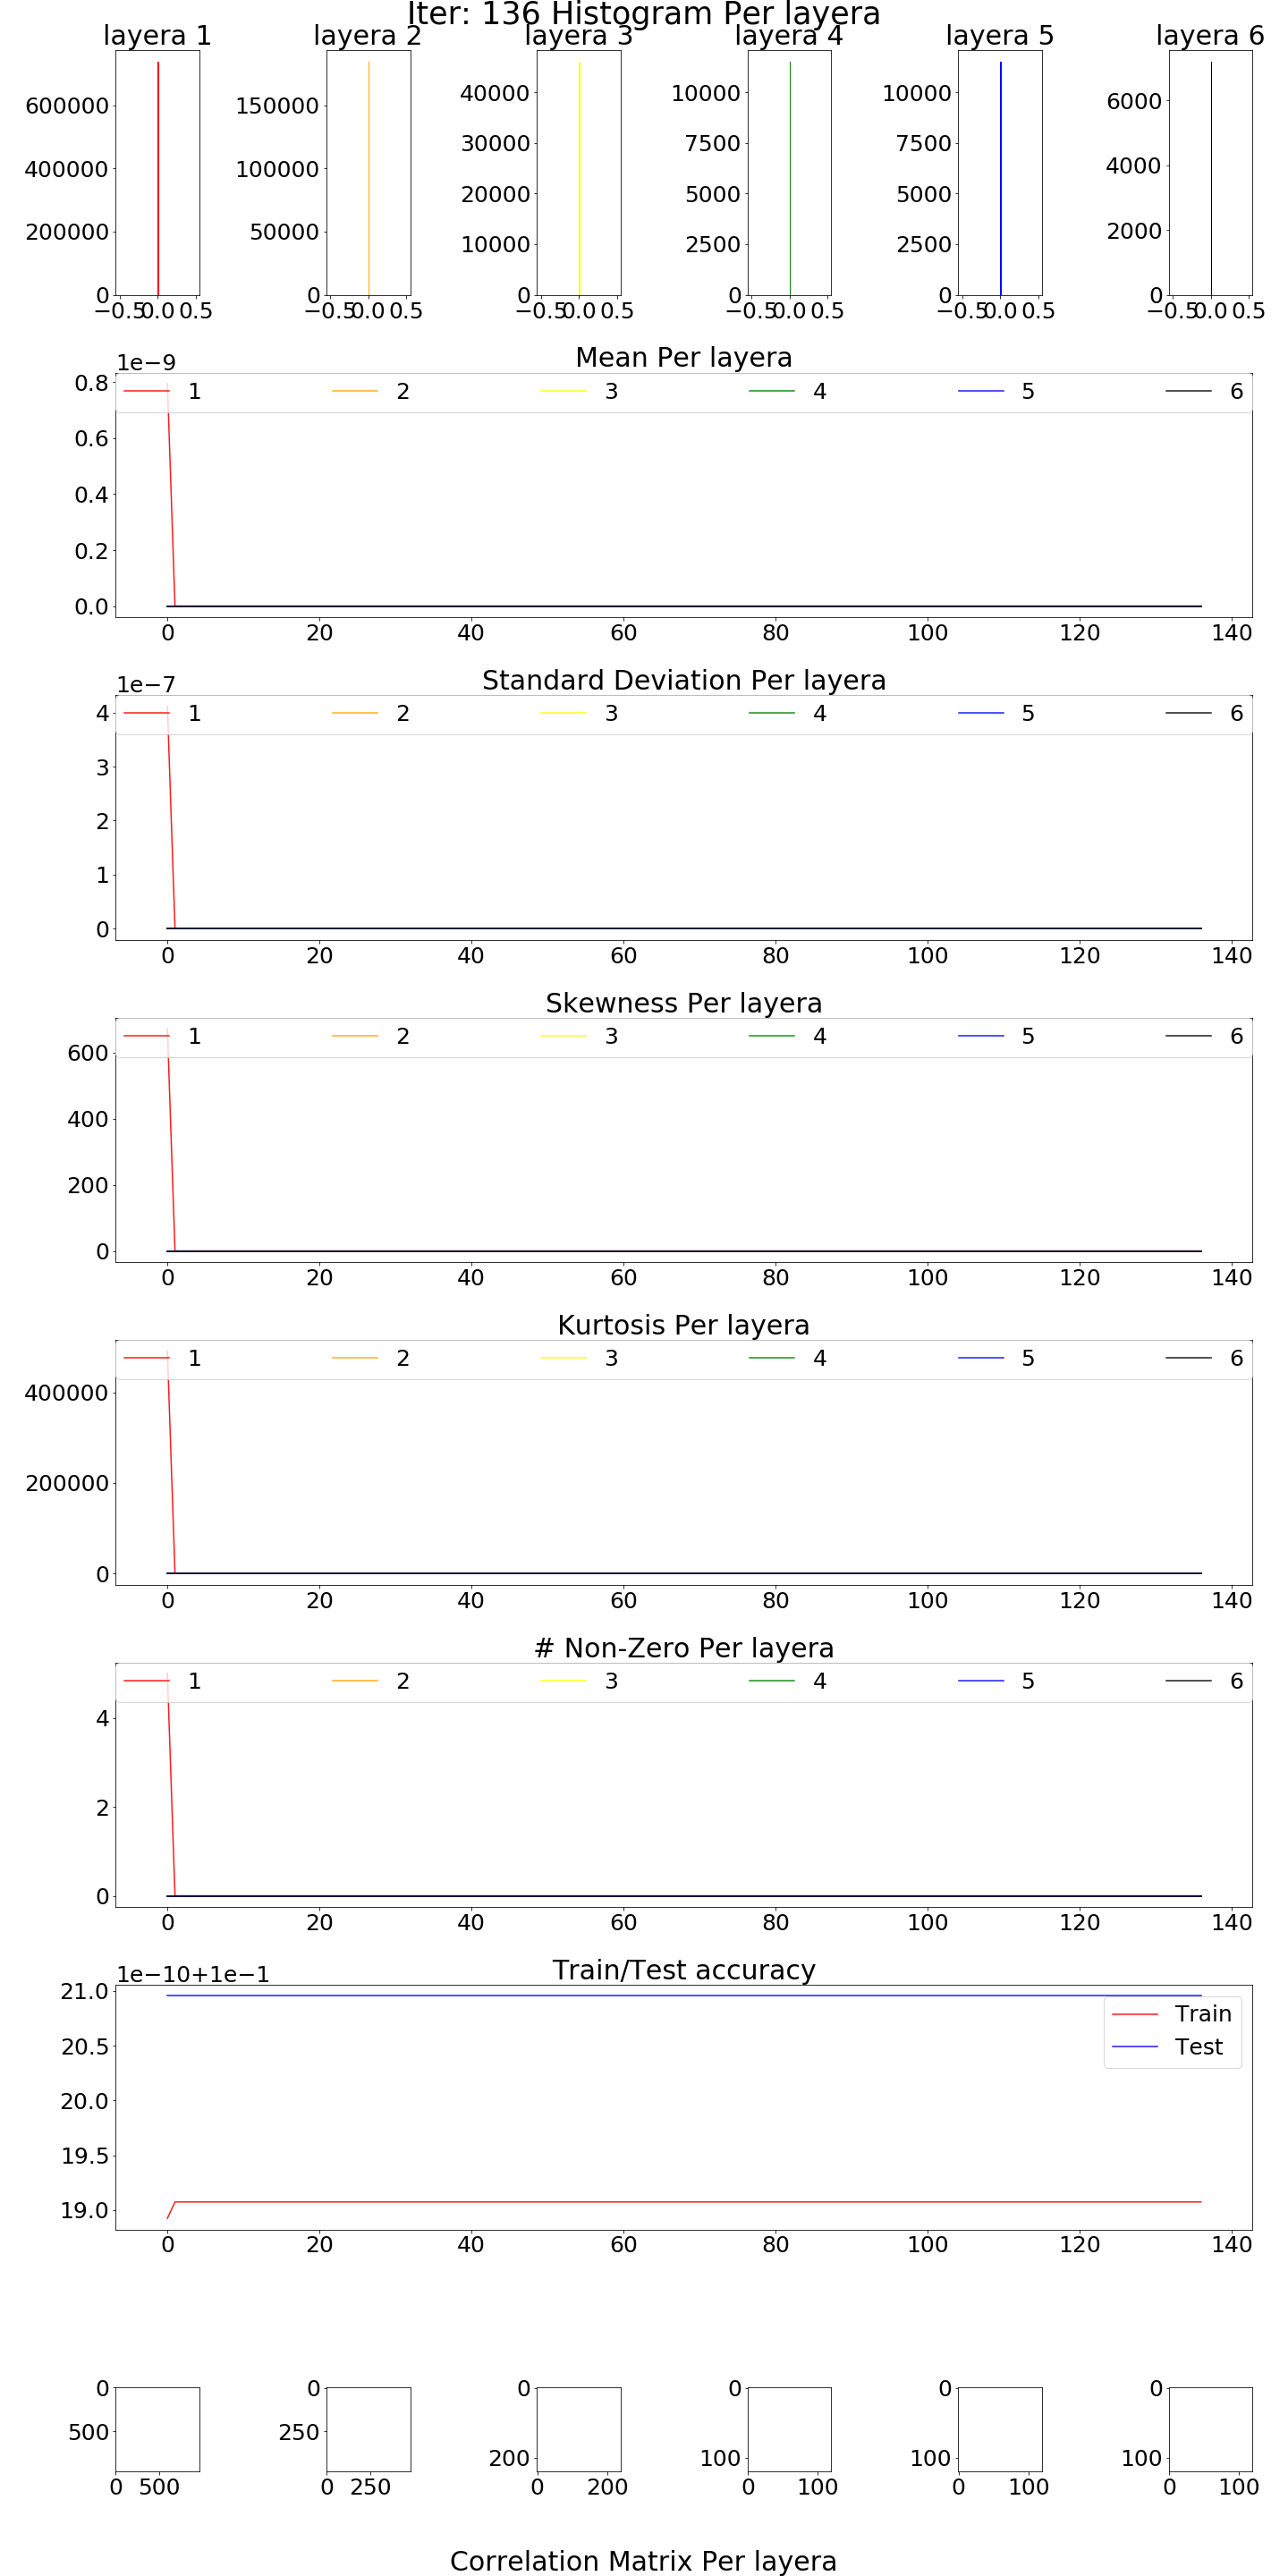 Iter: 136 Histogram Per layera
layera 1 layera 2 layera 3 layera 4 layera 5 layera 6
600000 400000 200000 0
150000 100000 50000 0
40000 30000 20000 10000 0
10000 7500 5000 2500 0
10000 7500 5000 2500 0
6000 4000 2000 0
−0.5 0.0 0.5 −0.5 0.0 0.5 −0.5 0.0 0.5 −0.5 0.0 0.5 −0.5 0.0 0.5 −0.5 0.0 0.5
Mean Per layera
1e−9
1 2 3 4 5 6
0.8
0.6
0.4
0.2
0.0
0 20 40 60 80 100 120 140
Standard Deviation Per layera
1e−7
1 2 3 4 5 6
4
3
2
1
0
0 20 40 60 80 100 120 140
Skewness Per layera
1 2 3 4 5 6
600
400
200
0
0 20 40 60 80 100 120 140
Kurtosis Per layera
1 2 3 4 5 6
400000
200000
0
0 20 40 60 80 100 120 140
# Non-Zero Per layera
1 2 3 4 5 6
4
2
0
0 20 40 60 80 100 120 140
Train/Test accuracy
1e−10+1e−1
21.0
20.5
20.0
19.5
19.0
Train
Test
0 20 40 60 80 100 120 140
0 500
0 250
0 200
0 100
0 100
0 100
0 500 0 250 0 200 0 100 0 100 0 100
Correlation Matrix Per layera